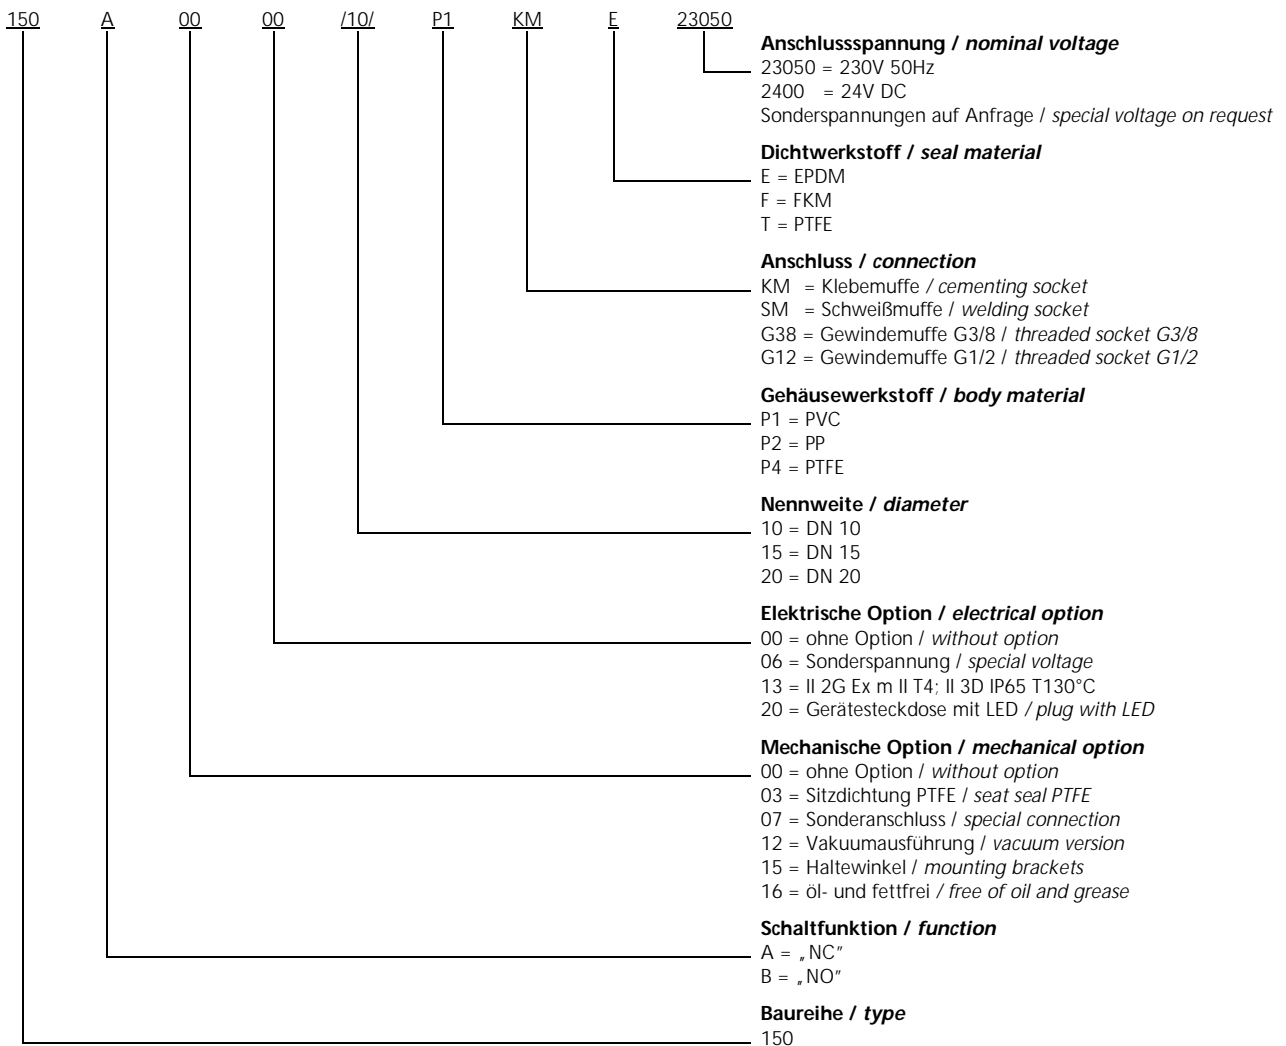 150 A 00 00 /10/ P1 KM E 23050
Anschlussspannung / nominal voltage
23050 = 230V 50Hz
2400 = 24V DC
Sonderspannungen auf Anfrage / special voltage on request
Dichtwerkstoff / seal material
E = EPDM
F = FKM
T = PTFE
Anschluss / connection
KM = Klebemuffe / cementing socket
SM = Schweißmuffe / welding socket
G38 = Gewindemuffe G3/8 / threaded socket G3/8
G12 = Gewindemuffe G1/2 / threaded socket G1/2
Gehäusewerkstoff / body material
P1 = PVC
P2 = PP
P4 = PTFE
Nennweite / diameter
10 = DN 10
15 = DN 15
20 = DN 20
Elektrische Option / electrical option
00 = ohne Option / without option
06 = Sonderspannung / special voltage
13 = II 2G Ex m II T4; II 3D IP65 T130°C
20 = Gerätesteckdose mit LED / plug with LED
Mechanische Option / mechanical option
00 = ohne Option / without option
03 = Sitzdichtung PTFE / seat seal PTFE
07 = Sonderanschluss / special connection
12 = Vakuumausführung / vacuum version
15 = Haltewinkel / mounting brackets
16 = öl- und fettfrei / free of oil and grease
Schaltfunktion / function
A = „NC"
B = „NO"
Baureihe / type
150